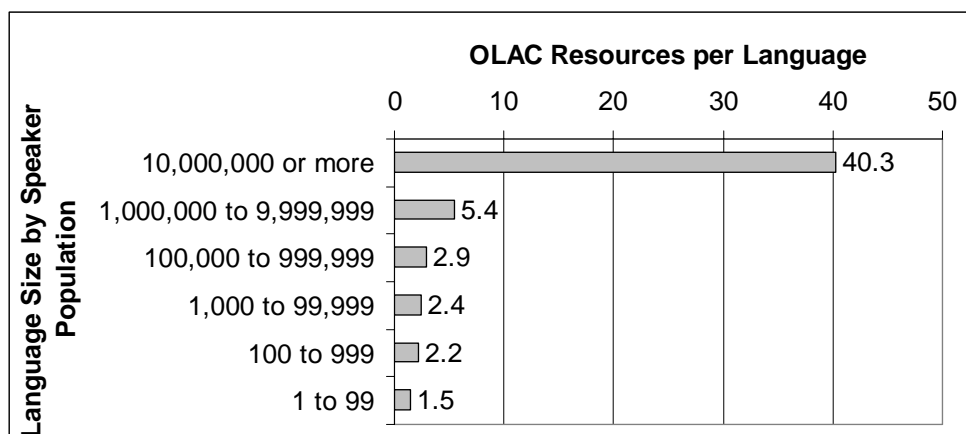 OLAC Resources per Language
0 10 20 30 40 50
Language Size by Speaker
Population
10,000,000 or more 40.3
1,000,000 to 9,999,999 5.4
100,000 to 999,999 2.9
1,000 to 99,999 2.4
100 to 999 2.2
1 to 99 1.5